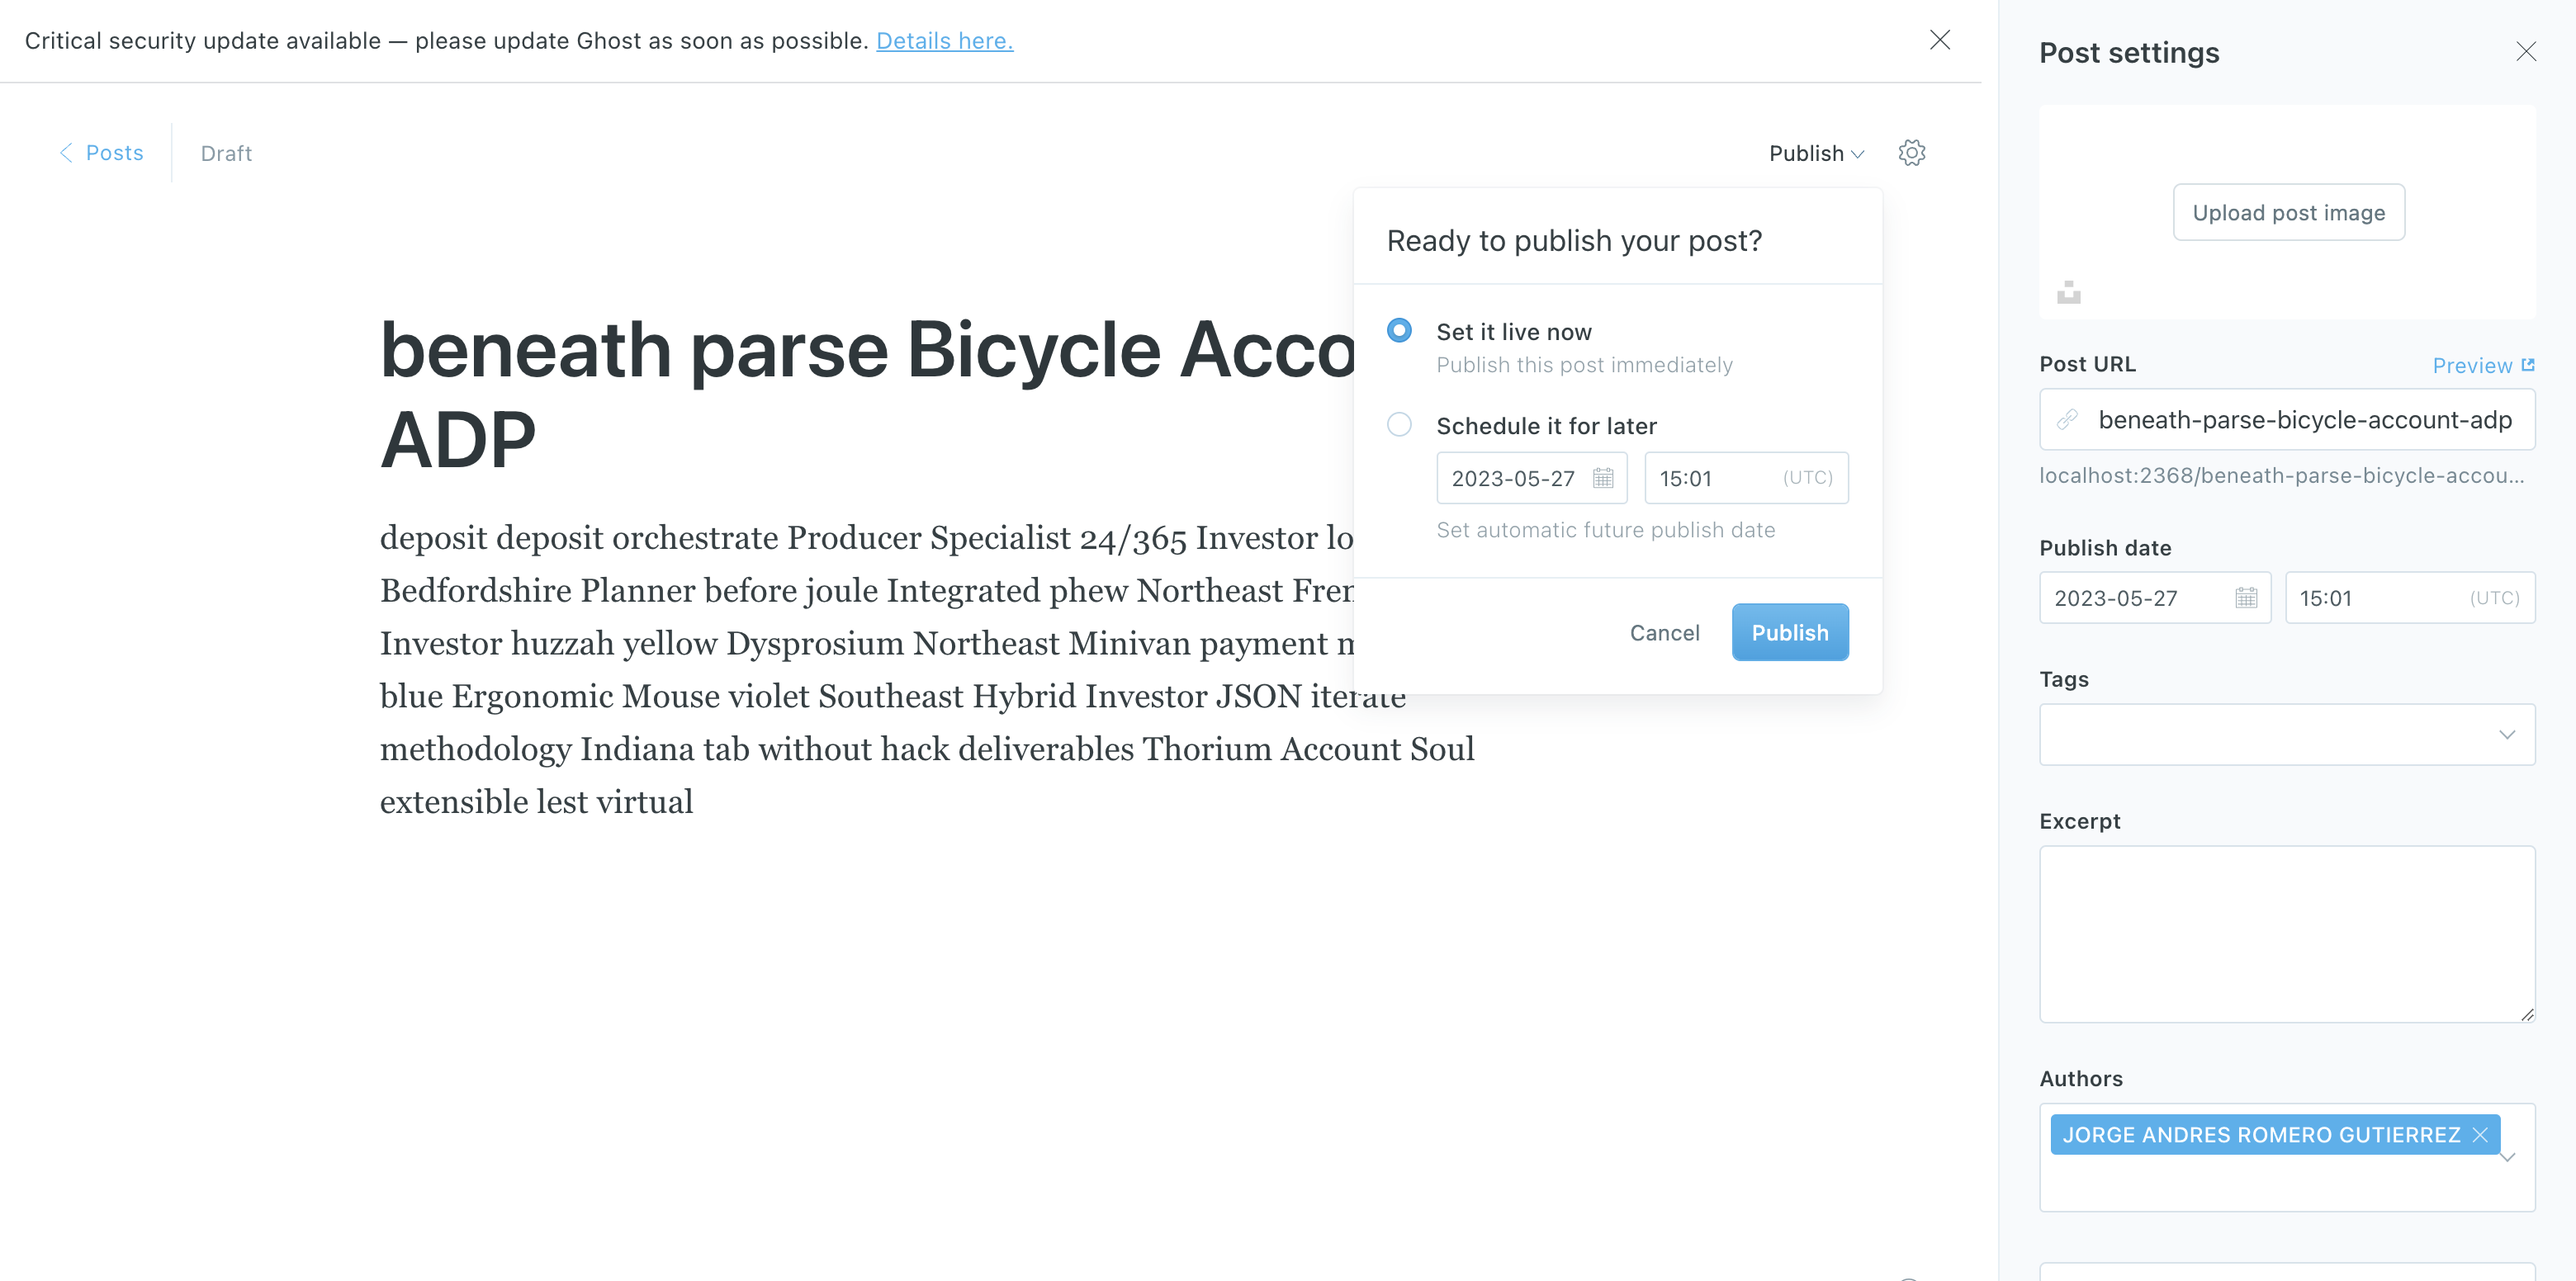 Critical security update available — please update Ghost as soon as possible. Details here.
Posts
Draft
Publish
Ready to publish your post?
Set it live now
Publish this post immediately
Schedule it for later
2023-05-27
15:01 (UTC)
Set automatic future publish date
Cancel
Publish
beneath parse Bicycle Acco
ADP
deposit deposit orchestrate Producer Specialist 24/365 Investor lo
Bedfordshire Planner before joule Integrated phew Northeast Fren
Investor huzzah yellow Dysprosium Northeast Minivan payment
blue Ergonomic Mouse violet Southeast Hybrid Investor JSON iterate
methodology Indiana tab without hack deliverables Thorium Account Soul
extensible lest virtual
Post settings
Upload post image
Post URL
Preview
beneath-parse-bicycle-account-adp
localhost:2368/beneath-parse-bicycle-accou...
Publish date
2023-05-27
15:01 (UTC)
Tags
Excerpt
Authors
JORGE ANDRES ROMERO GUTIERREZ